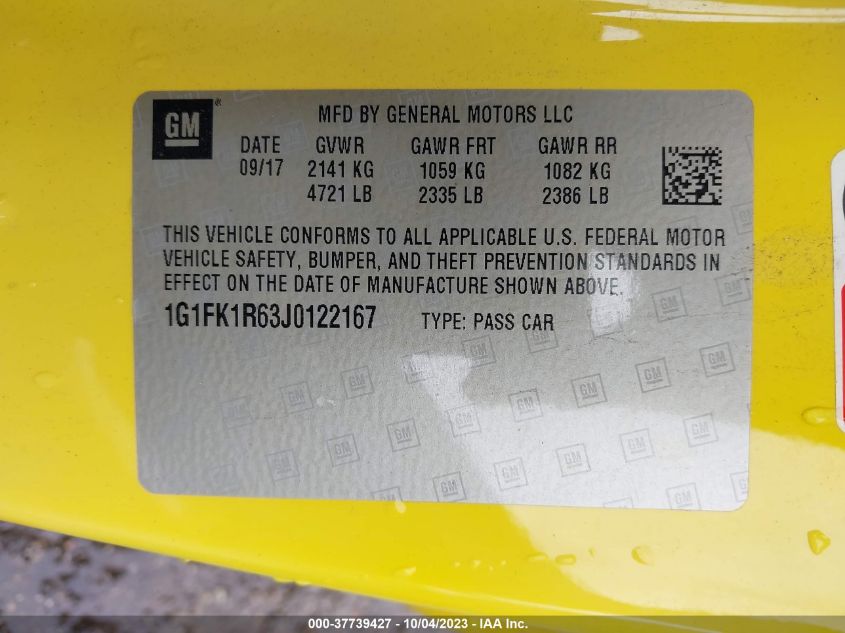 GM
®
MFD BY GENERAL MOTORS LLC
DATE GVWR GAWR FRT GAWR RR
09/17 2141 KG 1059 KG 1082 KG
4721 LB 2335 LB 2386 LB
THIS VEHICLE CONFORMS TO ALL APPLICABLE U.S. FEDERAL MOTOR
VEHICLE SAFETY, BUMPER, AND THEFT PREVENTION STANDARDS IN
EFFECT ON THE DATE OF MANUFACTURE SHOWN ABOVE.
1G1FK1R63J0122167 TYPE: PASS CAR
000-37739427 - 10/04/2023 - IAA Holdings, LLC.